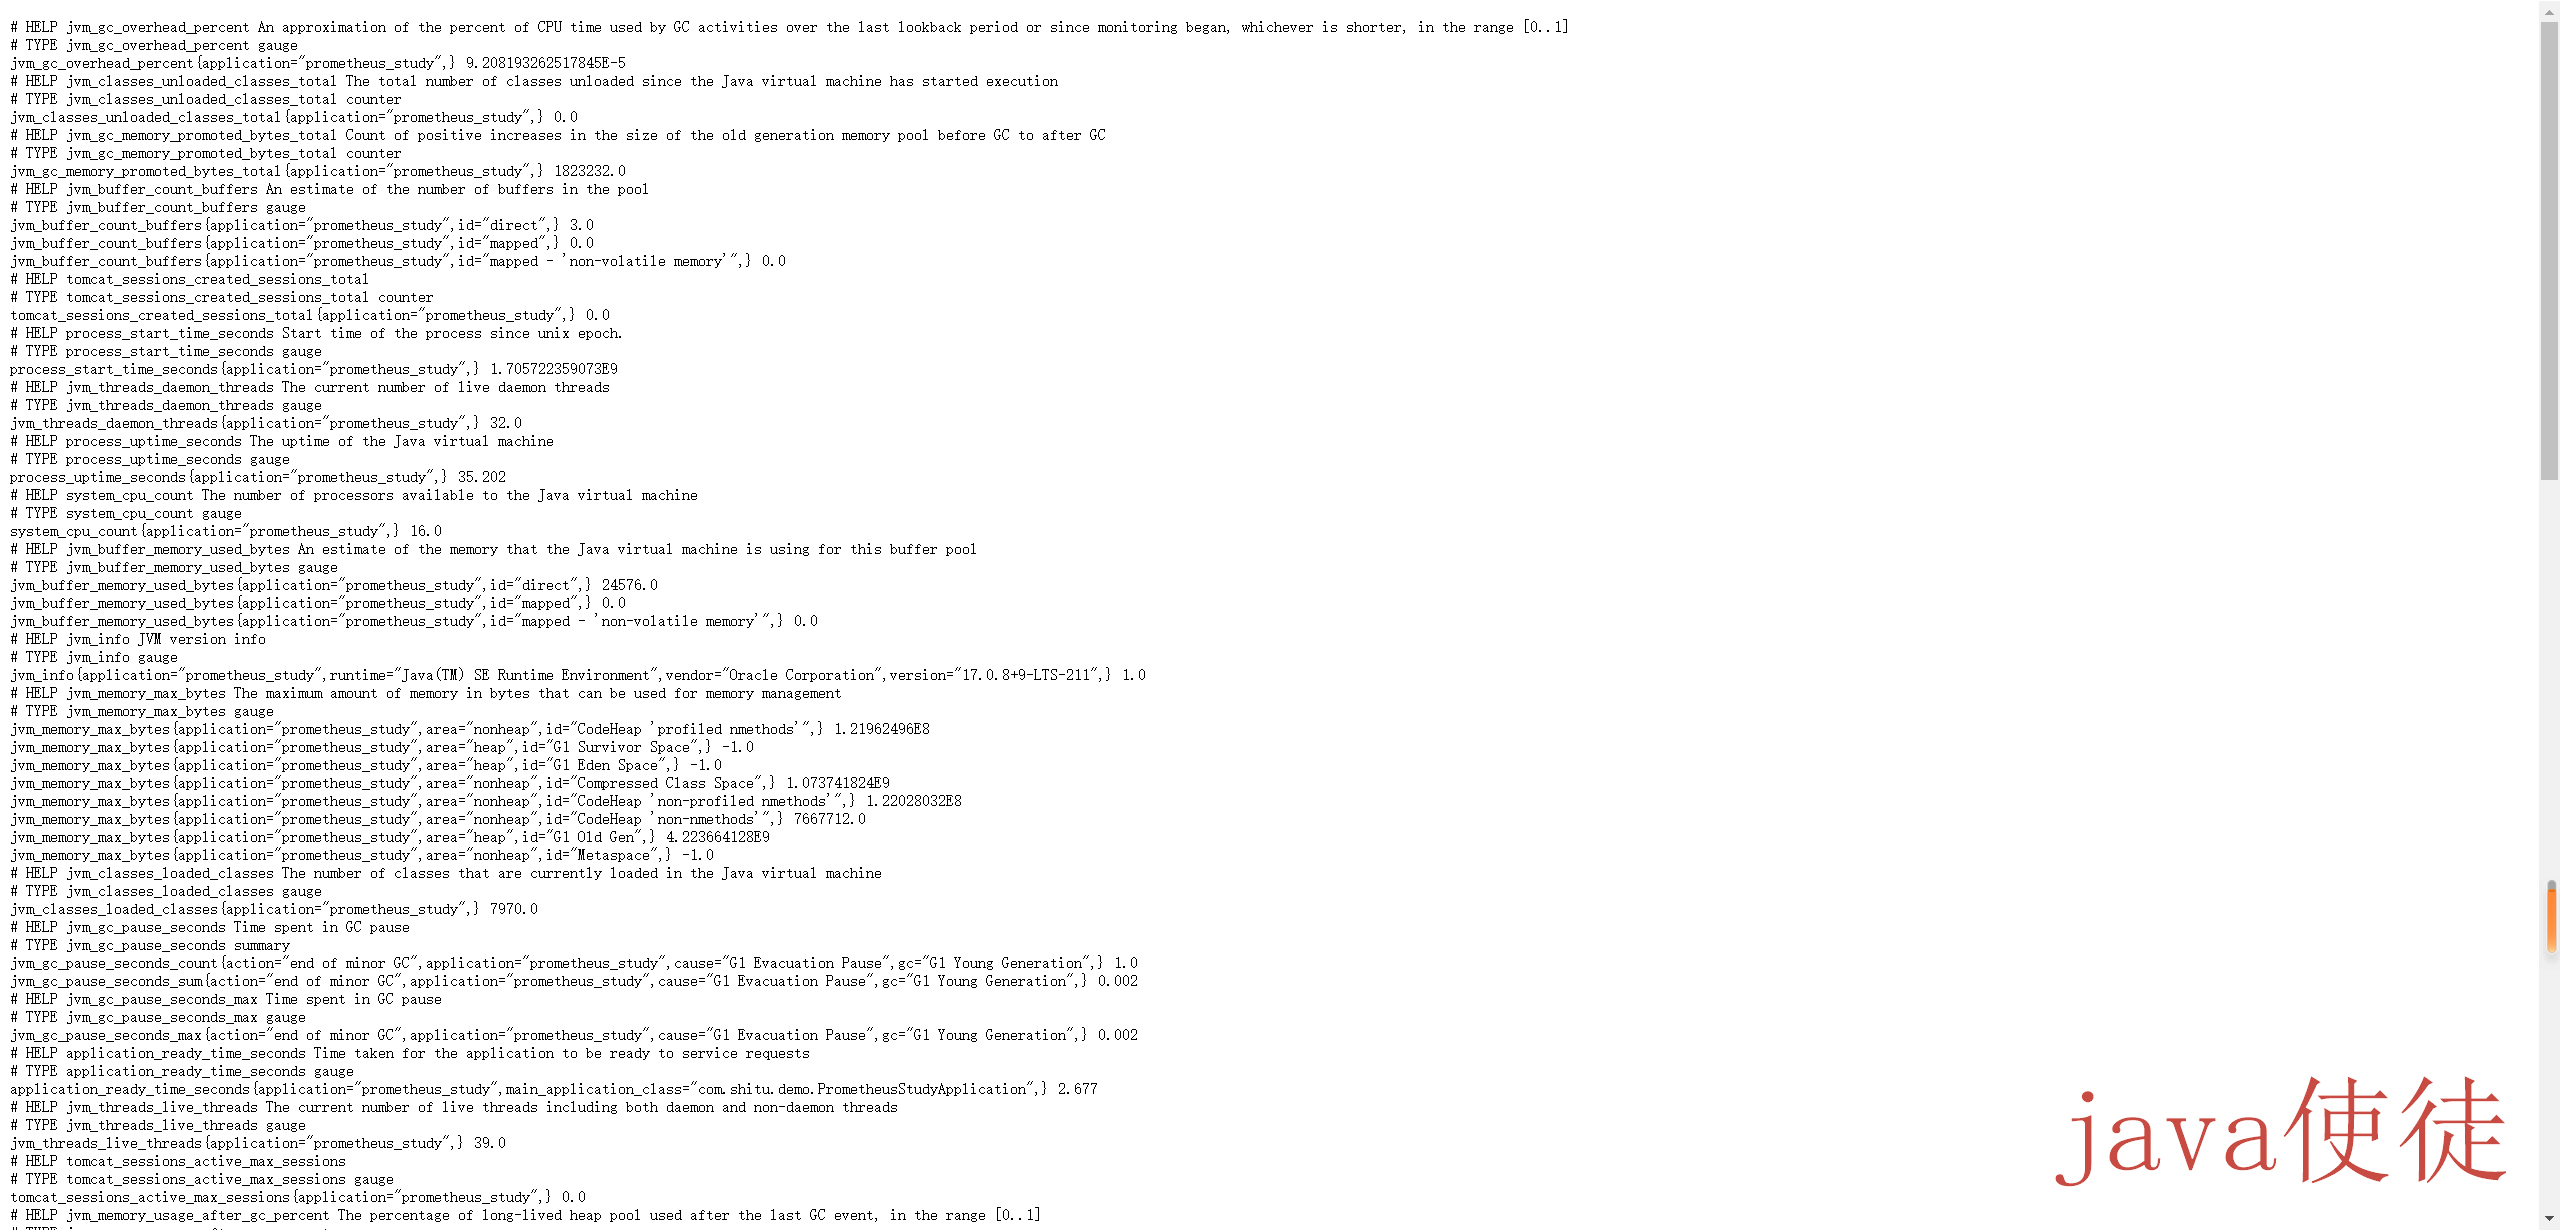 # HELP jvm_gc_overhead_percent An approximation of the percent of CPU time used by GC activities over the last lookback period or since monitoring began, whichever is shorter, in the range [0..1]
# TYPE jvm_gc_overhead_percent gauge
jvm_gc_overhead_percent{application="prometheus_study",} 9.208193262517845E-5
# HELP jvm_classes_unloaded_classes_total The total number of classes unloaded since the Java virtual machine has started execution
# TYPE jvm_classes_unloaded_classes_total counter
jvm_classes_unloaded_classes_total{application="prometheus_study",} 0.0
# HELP jvm_gc_memory_promoted_bytes_total Count of positive increases in the size of the old generation memory pool before GC to after GC
# TYPE jvm_gc_memory_promoted_bytes_total counter
jvm_gc_memory_promoted_bytes_total{application="prometheus_study",} 1823232.0
# HELP jvm_buffer_count_buffers An estimate of the number of buffers in the pool
# TYPE jvm_buffer_count_buffers gauge
jvm_buffer_count_buffers{application="prometheus_study",id="direct",} 3.0
jvm_buffer_count_buffers{application="prometheus_study",id="mapped",} 0.0
jvm_buffer_count_buffers{application="prometheus_study",id="mapped - 'non-volatile memory'",} 0.0
# HELP tomcat_sessions_created_sessions_total
# TYPE tomcat_sessions_created_sessions_total counter
tomcat_sessions_created_sessions_total{application="prometheus_study",} 0.0
# HELP process_start_time_seconds Start time of the process since unix epoch.
# TYPE process_start_time_seconds gauge
process_start_time_seconds{application="prometheus_study",} 1.705722359073E9
# HELP jvm_threads_daemon_threads The current number of live daemon threads
# TYPE jvm_threads_daemon_threads gauge
jvm_threads_daemon_threads{application="prometheus_study",} 32.0
# HELP process_uptime_seconds The uptime of the Java virtual machine
# TYPE process_uptime_seconds gauge
process_uptime_seconds{application="prometheus_study",} 35.202
# HELP system_cpu_count The number of processors available to the Java virtual machine
# TYPE system_cpu_count gauge
system_cpu_count{application="prometheus_study",} 16.0
# HELP jvm_buffer_memory_used_bytes An estimate of the memory that the Java virtual machine is using for this buffer pool
# TYPE jvm_buffer_memory_used_bytes gauge
jvm_buffer_memory_used_bytes{application="prometheus_study",id="direct",} 24576.0
jvm_buffer_memory_used_bytes{application="prometheus_study",id="mapped",} 0.0
jvm_buffer_memory_used_bytes{application="prometheus_study",id="mapped - 'non-volatile memory'",} 0.0
# HELP jvm_info JVM version info
# TYPE jvm_info gauge
jvm_info{application="prometheus_study",runtime="Java(TM) SE Runtime Environment",vendor="Oracle Corporation",version="17.0.8+9-LTS-211",} 1.0
# HELP jvm_memory_max_bytes The maximum amount of memory in bytes that can be used for memory management
# TYPE jvm_memory_max_bytes gauge
jvm_memory_max_bytes{application="prometheus_study",area="nonheap",id="CodeHeap 'profiled nmethods'",} 1.21962496E8
jvm_memory_max_bytes{application="prometheus_study",area="heap",id="G1 Survivor Space",} -1.0
jvm_memory_max_bytes{application="prometheus_study",area="heap",id="G1 Eden Space",} -1.0
jvm_memory_max_bytes{application="prometheus_study",area="nonheap",id="Compressed Class Space",} 1.073741824E9
jvm_memory_max_bytes{application="prometheus_study",area="nonheap",id="CodeHeap 'non-profiled nmethods'",} 1.22028032E8
jvm_memory_max_bytes{application="prometheus_study",area="nonheap",id="CodeHeap 'non-nmethods'",} 7667712.0
jvm_memory_max_bytes{application="prometheus_study",area="heap",id="G1 Old Gen",} 4.223664128E9
jvm_memory_max_bytes{application="prometheus_study",area="nonheap",id="Metaspace",} -1.0
# HELP jvm_classes_loaded_classes The number of classes that are currently loaded in the Java virtual machine
# TYPE jvm_classes_loaded_classes gauge
jvm_classes_loaded_classes{application="prometheus_study",} 7970.0
# HELP jvm_gc_pause_seconds Time spent in GC pause
# TYPE jvm_gc_pause_seconds summary
jvm_gc_pause_seconds_count{action="end of minor GC",application="prometheus_study",cause="G1 Evacuation Pause",gc="G1 Young Generation",} 1.0
jvm_gc_pause_seconds_sum{action="end of minor GC",application="prometheus_study",cause="G1 Evacuation Pause",gc="G1 Young Generation",} 0.002
# HELP jvm_gc_pause_seconds_max Time spent in GC pause
# TYPE jvm_gc_pause_seconds_max gauge
jvm_gc_pause_seconds_max{action="end of minor GC",application="prometheus_study",cause="G1 Evacuation Pause",gc="G1 Young Generation",} 0.002
# HELP application_ready_time_seconds Time taken for the application to be ready to service requests
# TYPE application_ready_time_seconds gauge
application_ready_time_seconds{application="prometheus_study",main_application_class="com.shitu.demo.PrometheusStudyApplication",} 2.677
# HELP jvm_threads_live_threads The current number of live threads including both daemon and non-daemon threads
# TYPE jvm_threads_live_threads gauge
jvm_threads_live_threads{application="prometheus_study",} 39.0
# HELP tomcat_sessions_active_max_sessions
# TYPE tomcat_sessions_active_max_sessions gauge
tomcat_sessions_active_max_sessions{application="prometheus_study",} 0.0
# HELP jvm_memory_usage_after_gc_percent The percentage of long-lived heap pool used after the last GC event, in the range [0..1]
java使徒